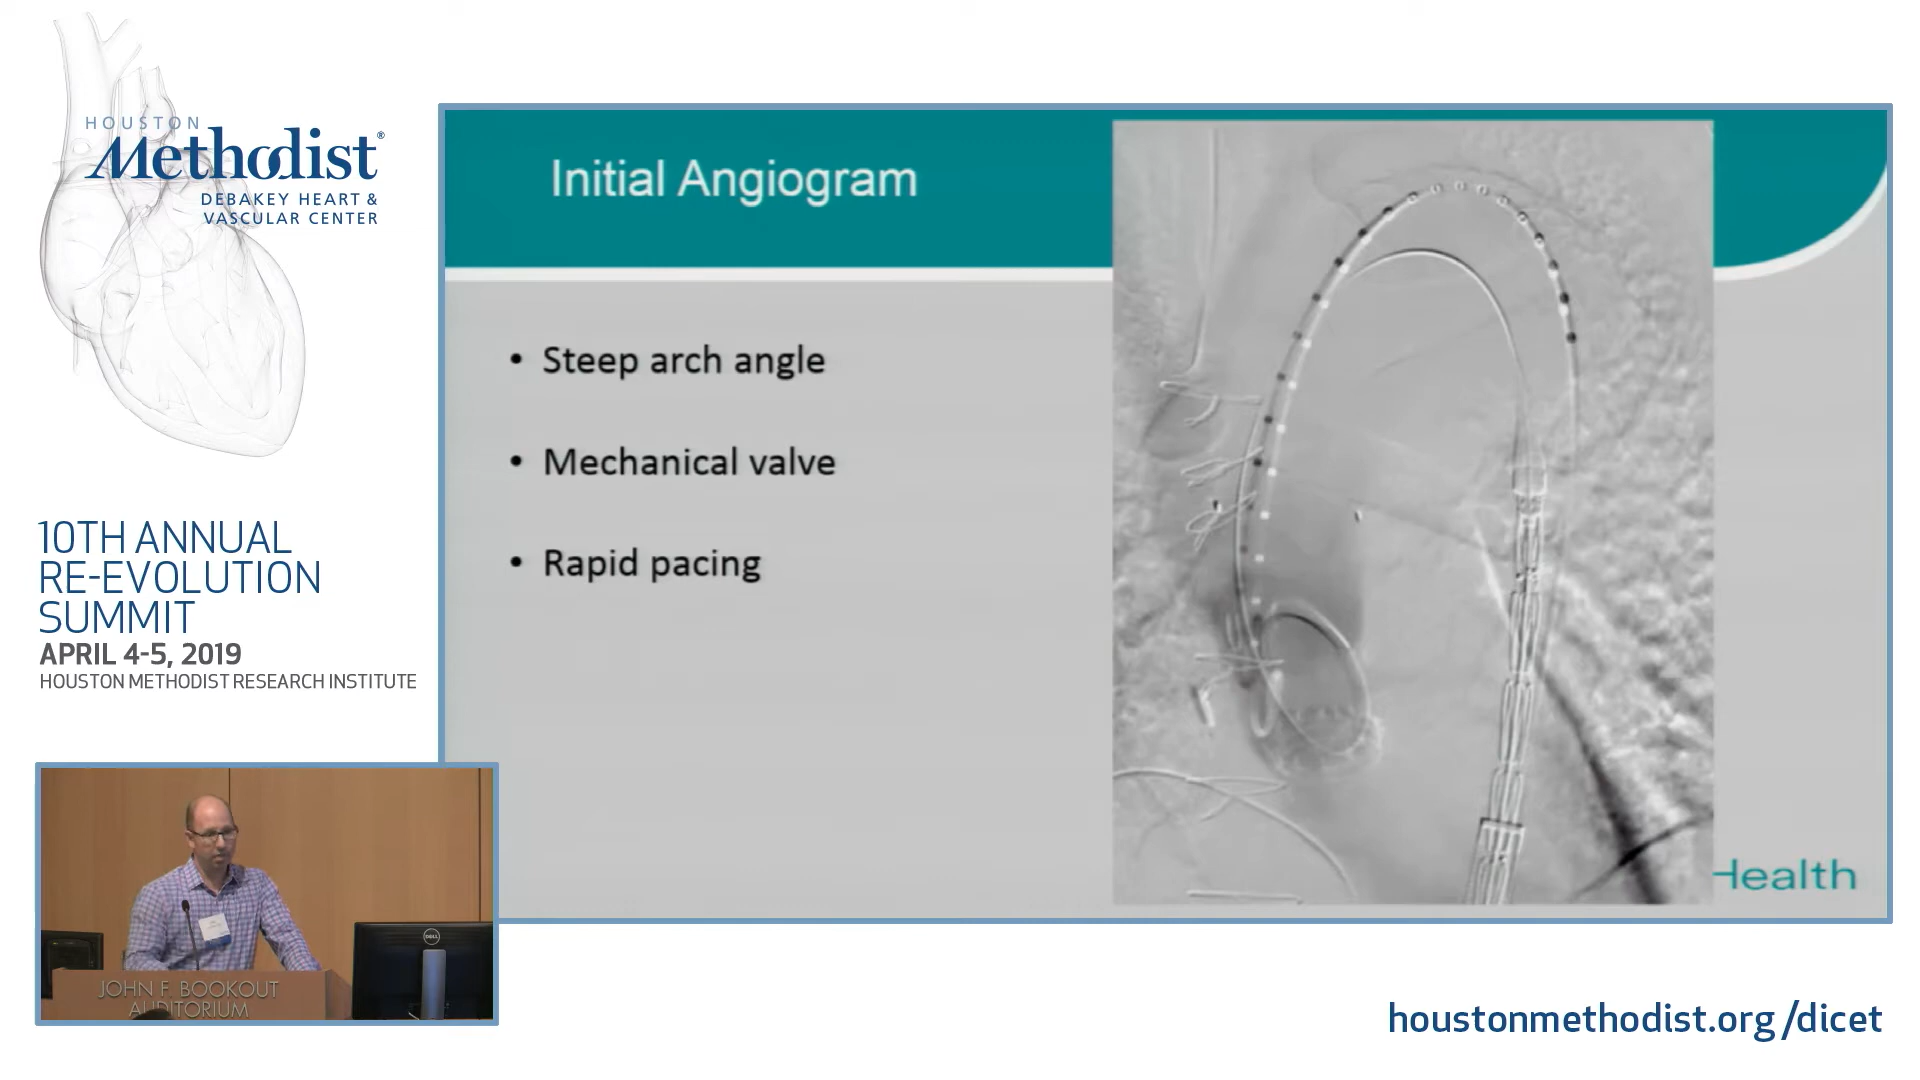 HOUSTON
Methodist®
DEBAKEY HEART &
VASCULAR CENTER
10TH ANNUAL
RE-EVOLUTION
SUMMIT
APRIL 4-5, 2019
HOUSTON METHODIST RESEARCH INSTITUTE
Initial Angiogram
• Steep arch angle
• Mechanical valve
• Rapid pacing
Health
DELL
JOHN F. BOOKOUT
AUDITORIUM
houstonmethodist.org/dicet